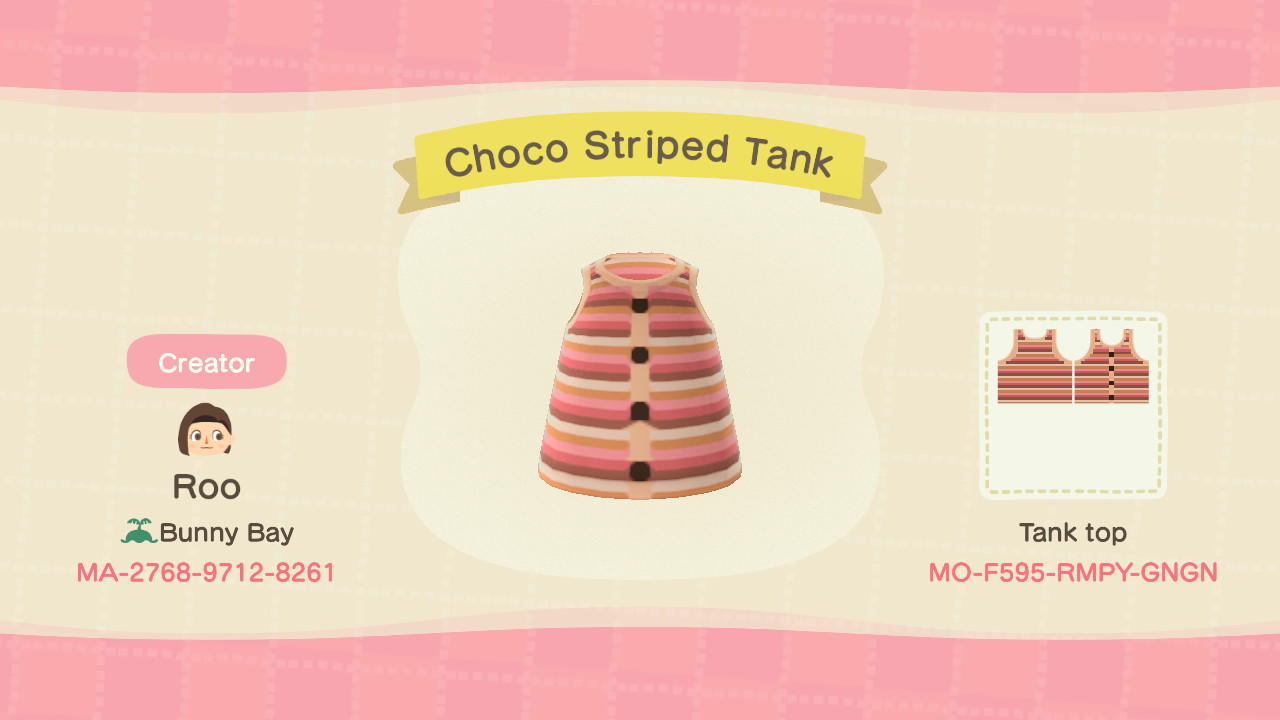 Choco Striped Tank
Creator
Roo
Bunny Bay
MA-2768-9712-8261
Tank top
MO-F595-RMPY-GNGN